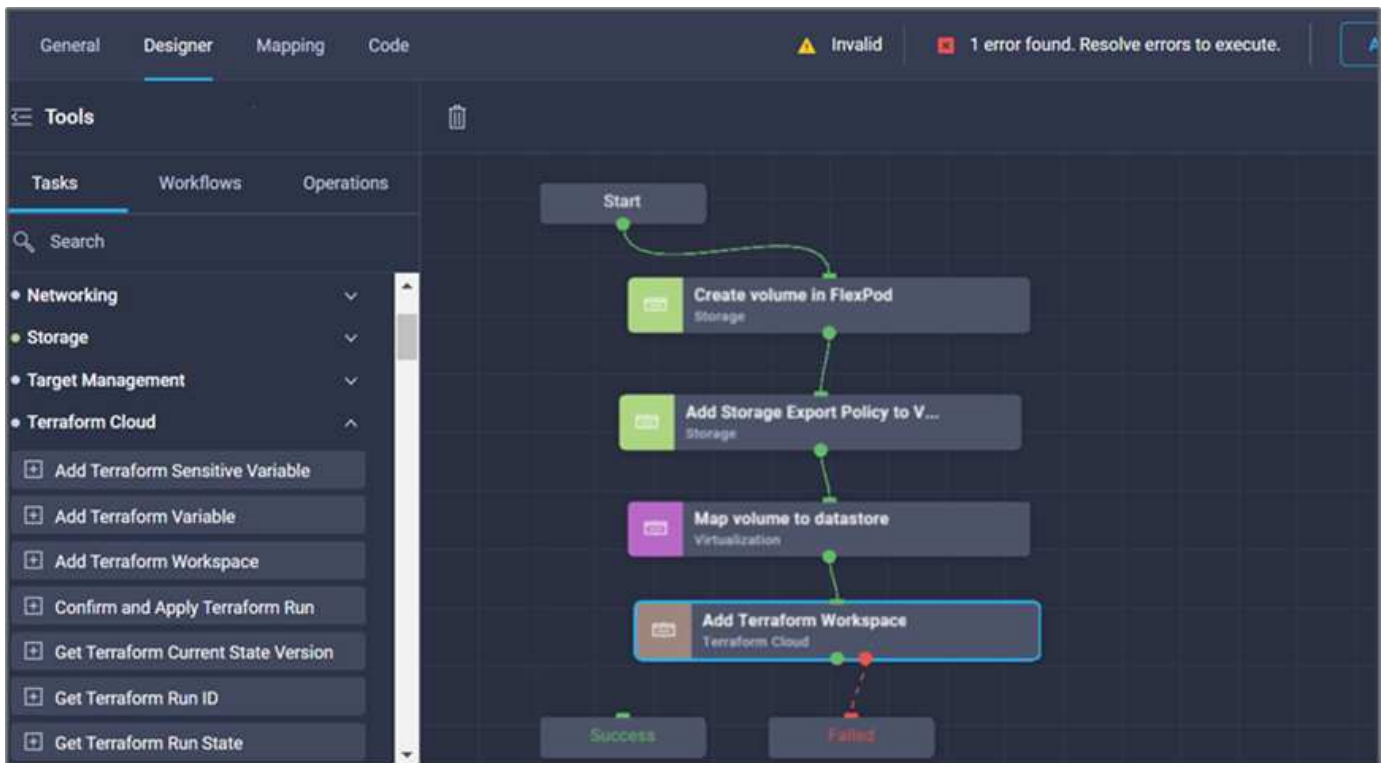 General Designer Mapping Code Invalid 1 error found. Resolve errors to execute. A
Tools
Tasks Workflows Operations
Search
Networking
Storage
Target Management
Terraform Cloud
Add Terraform Sensitive Variable
Add Terraform Variable
Add Terraform Workspace
Confirm and Apply Terraform Run
Get Terraform Current State Version
Get Terraform Run ID
Get Terraform Run State
Start
Create volume in FlexPod
Storage
Add Storage Export Policy to V...
Storage
Map volume to datastore
Virtualization
Add Terraform Workspace
Terraform Cloud
Success Failed